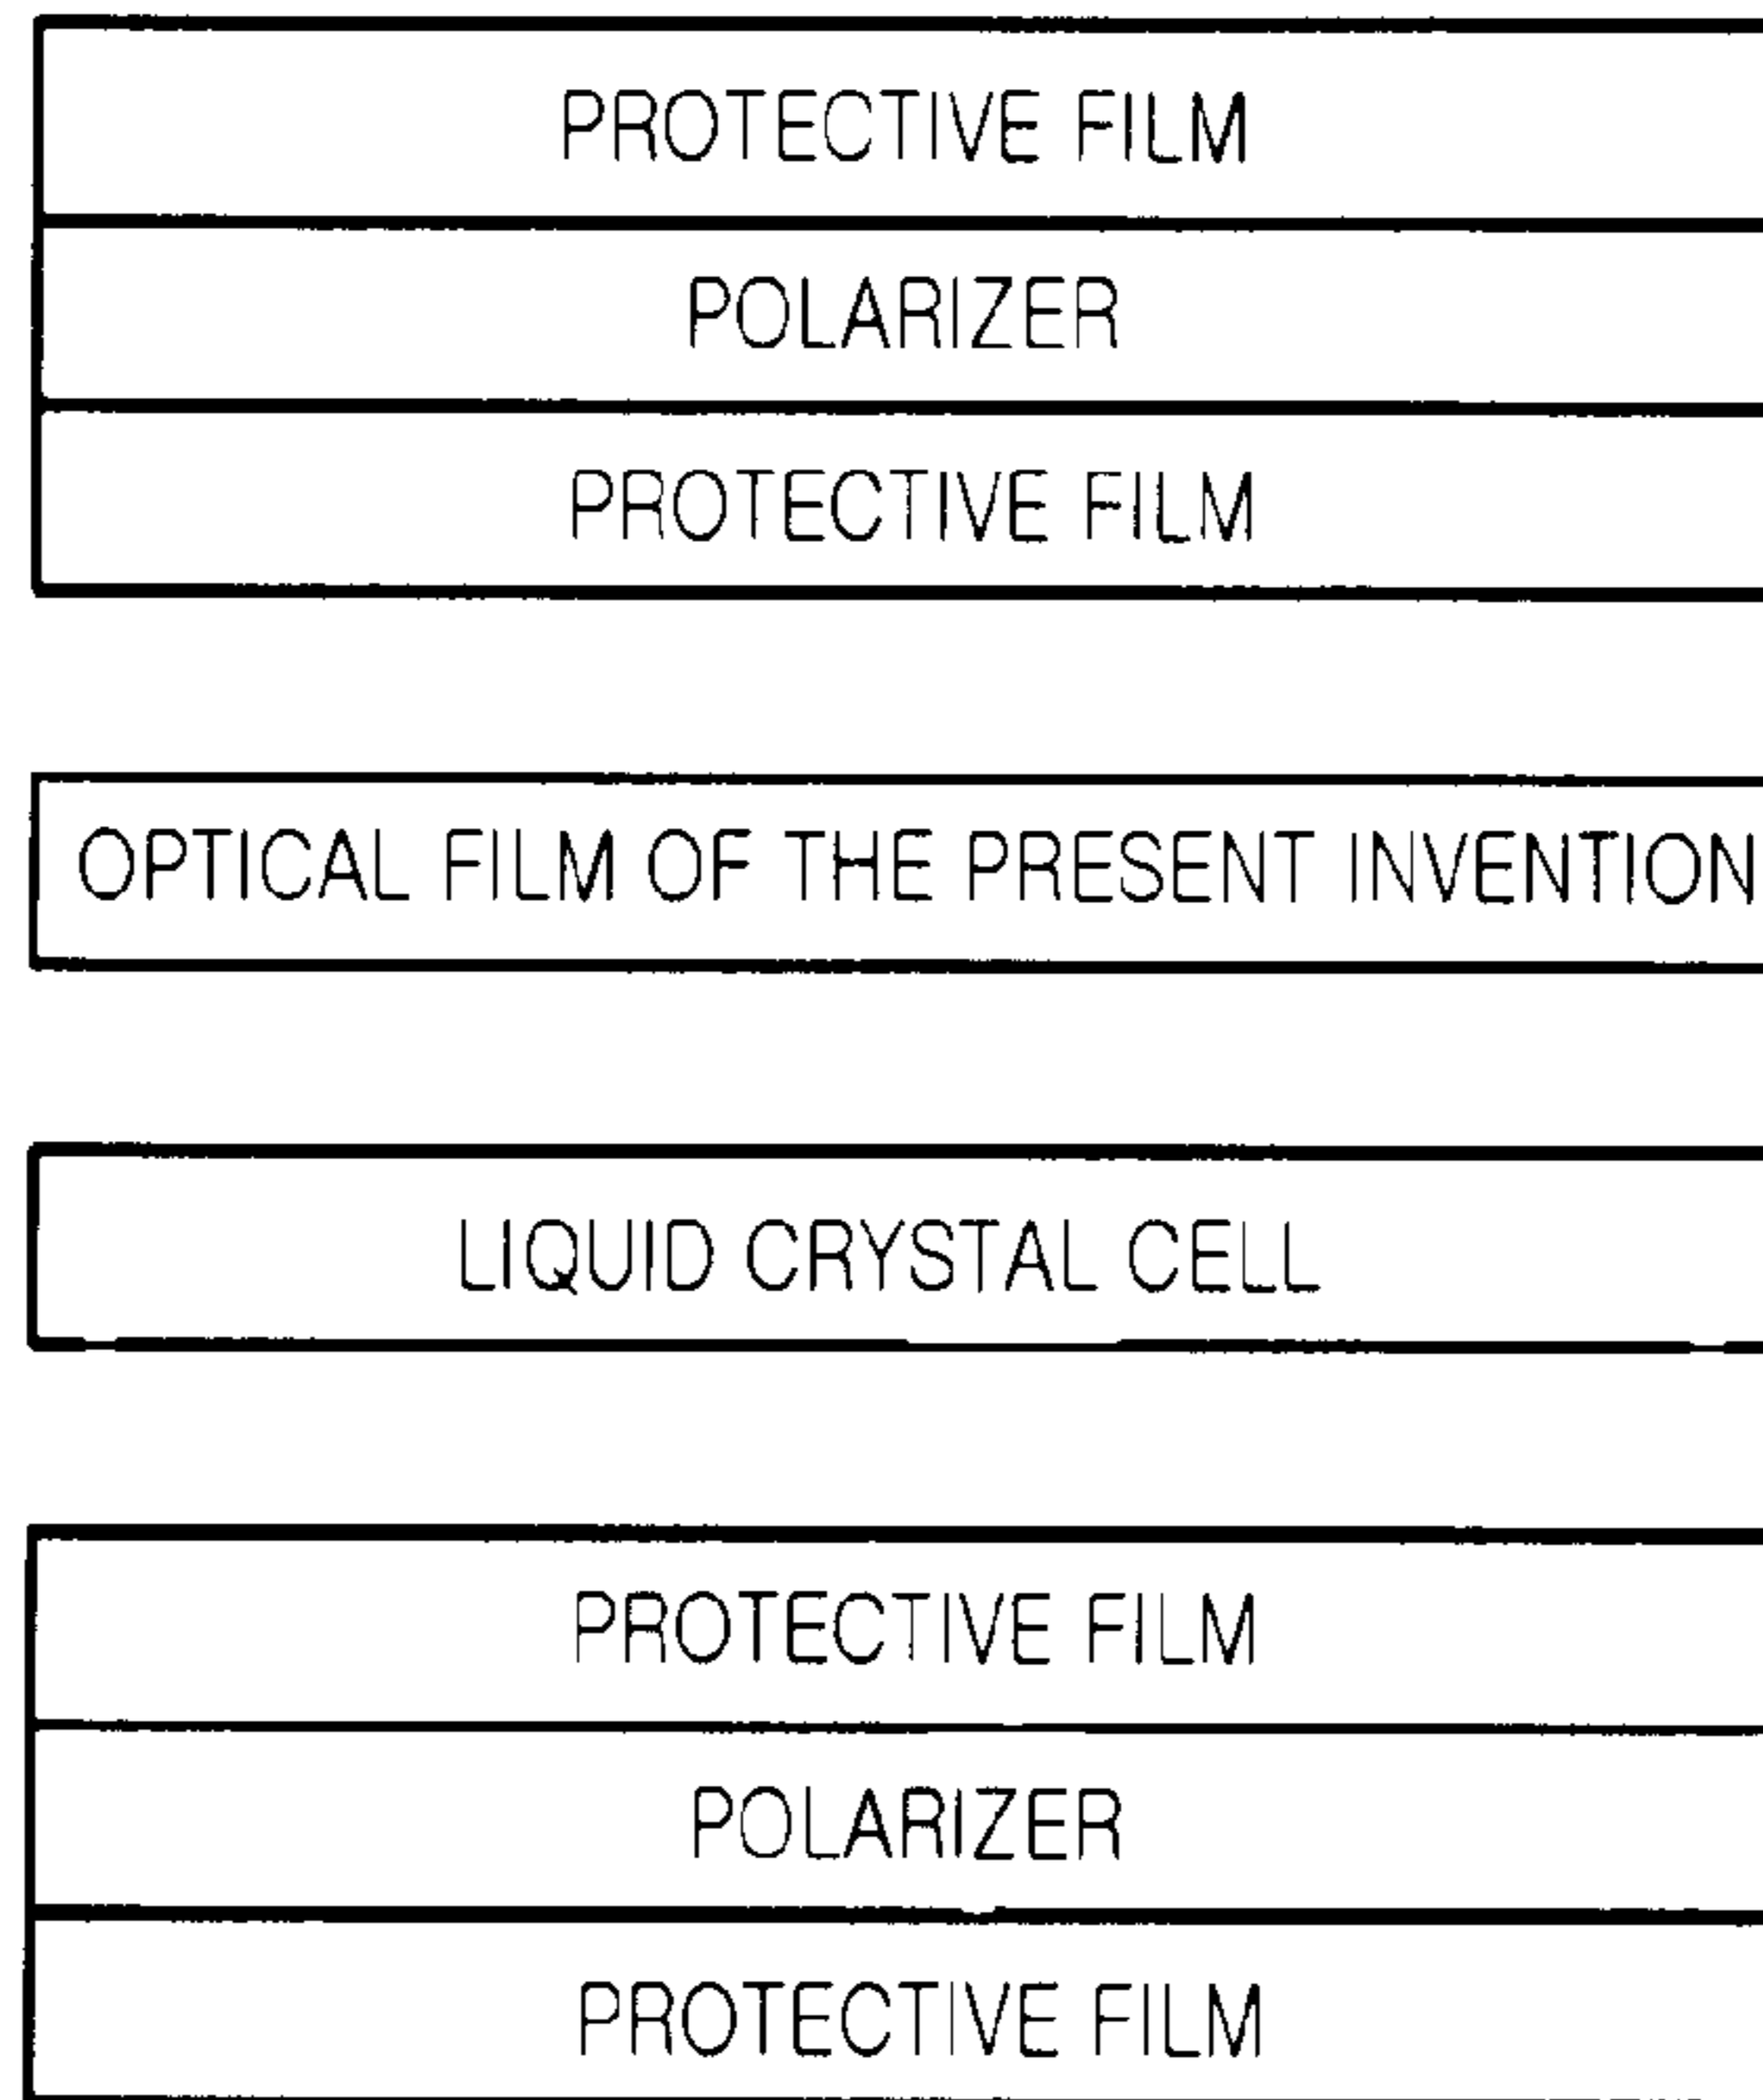 PROTECTIVE FILM
POLARIZER
PROTECTIVE FILM
OPTICAL FILM OF THE PRESENT INVENTION
LIQUID CRYSTAL CELL
PROTECTIVE FILM
POLARIZER
PROTECTIVE FILM